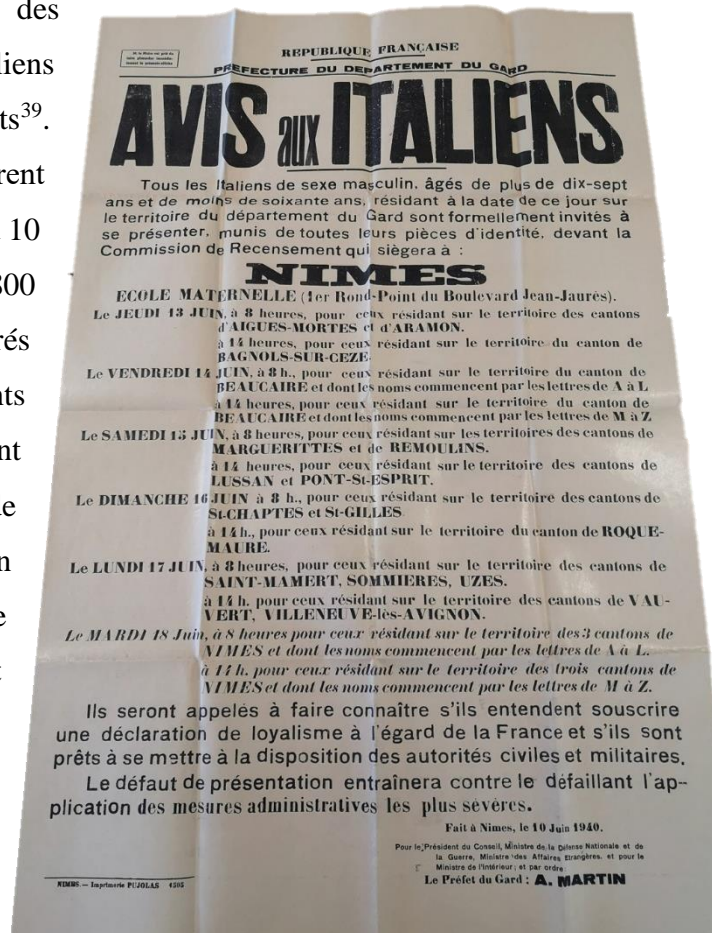 des
liens
ts³⁹.
rent
10
300
rés
nts
nt
le
n
e
t
REPUBLIQUE FRANÇAISE
PREFECTURE DU DEPARTEMENT DU GARD
AVIS aux ITALIENS
Tous les Italiens de sexe masculin, âgés de plus de dix-sept
ans et de moins de soixante ans, résidant à la date de ce jour sur
le territoire du département du Gard sont formellement invités à
se présenter, munis de toutes leurs pièces d'identité, devant la
Commission de Recensement qui siègera à :
NIMES
ECOLE MATERNELLE (1er Rond-Point du Boulevard Jean-Jaurès).
Le JEUDI 13 JUIN, à 8 heures, pour ceux résidant sur le territoire des cantons
d'AIGUES-MORTES et d'ARAMON.
à 14 heures, pour ceux résidant sur le territoire du canton de
BAGNOLS-SUR-CEZE.
Le VENDREDI 14 JUIN, à 8 h., pour ceux résidant sur le territoire du canton de
BEAUCAIRE et dont les noms commencent par les lettres de A à L
à 14 heures, pour ceux résidant sur le territoire du canton de
BEAUCAIRE et dont les noms commencent par les lettres de M à Z
Le SAMEDI 15 JUIN, à 8 heures, pour ceux résidant sur les territoires des cantons de
MARGUERITTES et de REMOULINS.
à 14 heures, pour ceux résidant sur le territoire des cantons de
LUSSAN et PONT-St-ESPRIT.
Le DIMANCHE 16 JUIN à 8 h., pour ceux résidant sur le territoire des cantons de
St-CHAPTES et St-GILLES
à 14 h., pour ceux résidant sur le territoire du canton de ROQUE-
MAURE.
Le LUNDI 17 JUIN, à 8 heures, pour ceux résidant sur le territoire des cantons de
SAINT-MAMERT, SOMMIERES, UZES.
à 14 h. pour ceux résidant sur le territoire des cantons de VAU-
VERT, VILLENEUVE-lès-AVIGNON.
Le MARDI 18 Juin, à 8 heures pour ceux résidant sur le territoire des 3 cantons de
NIMES et dont les noms commencent par les lettres de A à L.
à 14 h. pour ceux résidant sur le territoire des trois cantons de
NIMES et dont les noms commencent par les lettres de M à Z.
Ils seront appelés à faire connaître s'ils entendent souscrire
une déclaration de loyalisme à l'égard de la France et s'ils sont
prêts à se mettre à la disposition des autorités civiles et militaires.
Le défaut de présentation entraînera contre le défaillant l'ap-
plication des mesures administratives les plus sévères.
Fait à Nimes, le 10 Juin 1940.
Pour le Président du Conseil, Ministre de la Défense Nationale et de
la Guerre, Ministre des Affaires Etrangères, et pour le
Ministre de l'Intérieur; et par ordre
Le Préfet du Gard : A. MARTIN
NIMES. — Imprimerie PUJOLAS